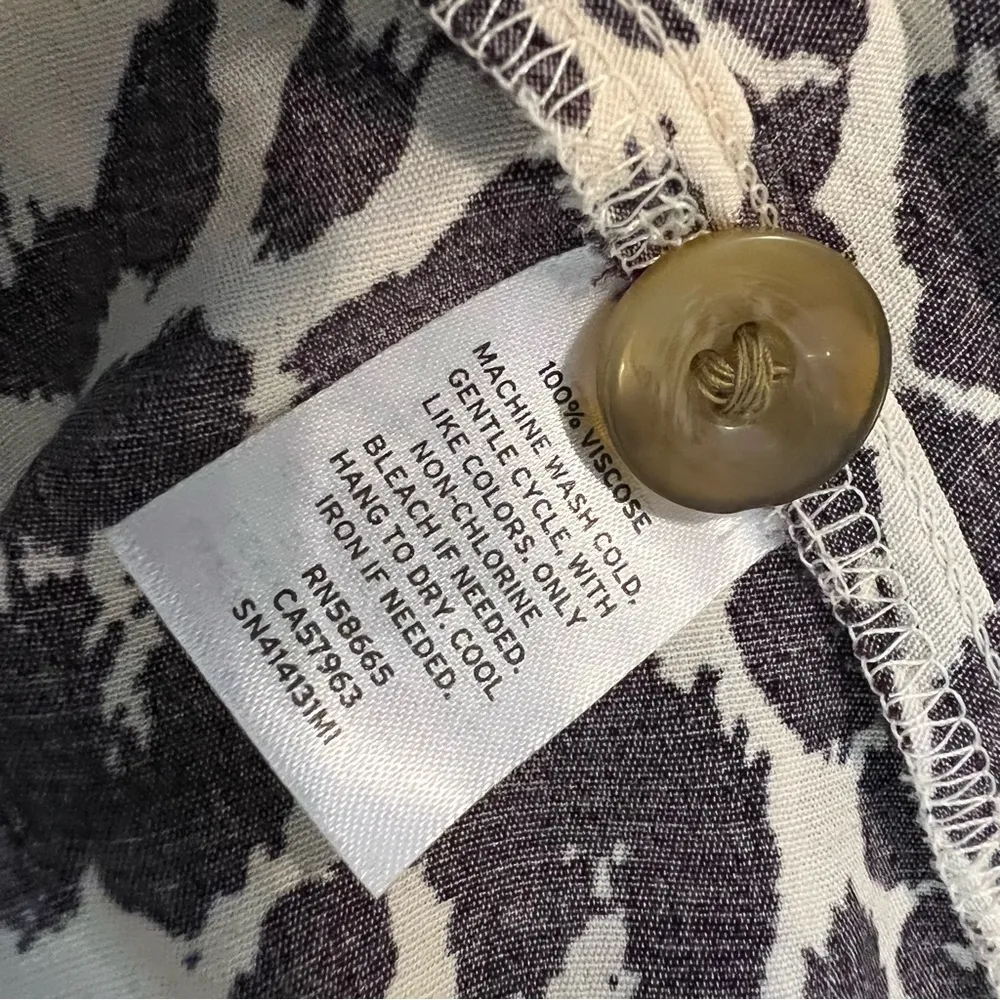 100% VISCOSE
MACHINE WASH COLD,
GENTLE CYCLE, WITH
LIKE COLORS. ONLY
NON-CHLORINE
BLEACH IF NEEDED.
HANG TO DRY. COOL
IRON IF NEEDED.
RN58665
CA57963
SN414131MI